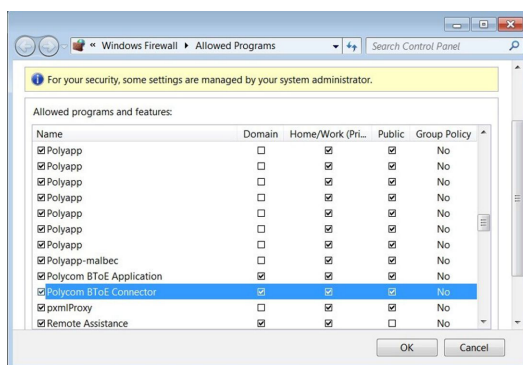 « Windows Firewall ▸ Allowed Programs Search Control Panel
For your security, some settings are managed by your system administrator.
Allowed programs and features:
Name Domain Home/Work (Pri... Public Group Policy
Polyapp No
Polyapp No
Polyapp No
Polyapp No
Polyapp No
Polyapp No
Polyapp No
Polyapp-malbec No
Polycom BToE Application No
Polycom BToE Connector No
pxmlProxy No
Remote Assistance No
OK Cancel